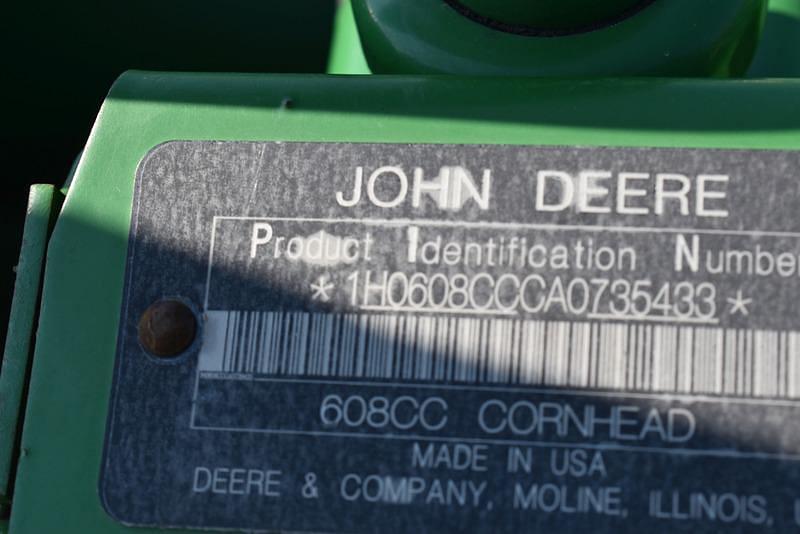 JOHN DEERE
Product Identification Number
*1H0608CCCA0735433*
608CC CORNHEAD
MADE IN USA
DEERE & COMPANY, MOLINE, ILLINOIS,